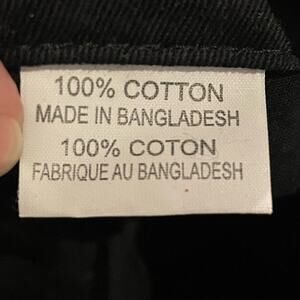 100% COTTON
MADE IN BANGLADESH
100% COTON
FABRIQUE AU BANGLADESH